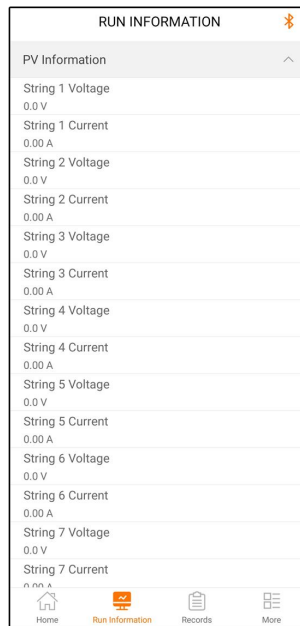 RUN INFORMATION
PV Information
String 1 Voltage
0.0 V
String 1 Current
0.00 A
String 2 Voltage
0.0 V
String 2 Current
0.00 A
String 3 Voltage
0.0 V
String 3 Current
0.00 A
String 4 Voltage
0.0 V
String 4 Current
0.00 A
String 5 Voltage
0.0 V
String 5 Current
0.00 A
String 6 Voltage
0.0 V
String 6 Current
0.00 A
String 7 Voltage
0.0 V
String 7 Current
0.00 A
Home Run Information Records More